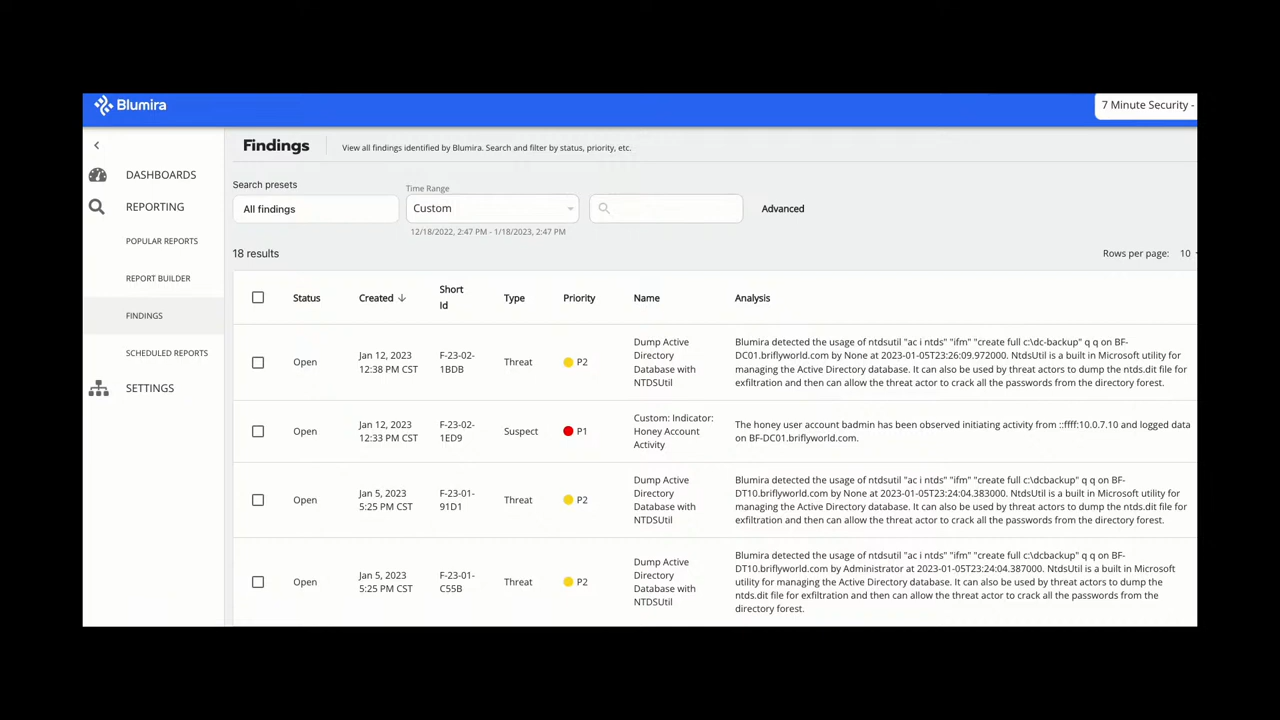 Blumira
7 Minute Security -
DASHBOARDS
REPORTING
POPULAR REPORTS
REPORT BUILDER
FINDINGS
SCHEDULED REPORTS
SETTINGS
Findings
View all findings identified by Blumira. Search and filter by status, priority, etc.
Search presets
All findings
Time Range
Custom
12/18/2022, 2:47 PM - 1/18/2023, 2:47 PM
Advanced
18 results
Rows per page: 10
Status
Created
Short
Id
Type
Priority
Name
Analysis
Open
Jan 12, 2023
12:38 PM CST
F-23-02-
1BDB
Threat
P2
Dump Active
Directory
Database with
NTDSUtil
Blumira detected the usage of ntdsutil "ac i ntds" "ifm" "create full c:\dc-backup" q q on BF-
DC01.briflyworld.com by None at 2023-01-05T23:26:09.972000. NtdsUtil is a built in Microsoft utility for
managing the Active Directory database. It can also be used by threat actors to dump the ntds.dit file for
exfiltration and then can allow the threat actor to crack all the passwords from the directory forest.
Open
Jan 12, 2023
12:33 PM CST
F-23-02-
1ED9
Suspect
P1
Custom: Indicator:
Honey Account
Activity
The honey user account badmin has been observed initiating activity from ::ffff:10.0.7.10 and logged data
on BF-DC01.briflyworld.com.
Open
Jan 5, 2023
5:25 PM CST
F-23-01-
91D1
Threat
P2
Dump Active
Directory
Database with
NTDSUtil
Blumira detected the usage of ntdsutil "ac i ntds" "ifm" "create full c:\dcbackup" q q on BF-
DT10.briflyworld.com by None at 2023-01-05T23:24:04.383000. NtdsUtil is a built in Microsoft utility for
managing the Active Directory database. It can also be used by threat actors to dump the ntds.dit file for
exfiltration and then can allow the threat actor to crack all the passwords from the directory forest.
Open
Jan 5, 2023
5:25 PM CST
F-23-01-
C55B
Threat
P2
Dump Active
Directory
Database with
NTDSUtil
Blumira detected the usage of ntdsutil "ac i ntds" "ifm" "create full c:\dcbackup" q q on BF-
DT10.briflyworld.com by Administrator at 2023-01-05T23:24:04.387000. NtdsUtil is a built in Microsoft
utility for managing the Active Directory database. It can also be used by threat actors to dump the
ntds.dit file for exfiltration and then can allow the threat actor to crack all the passwords from the
directory forest.